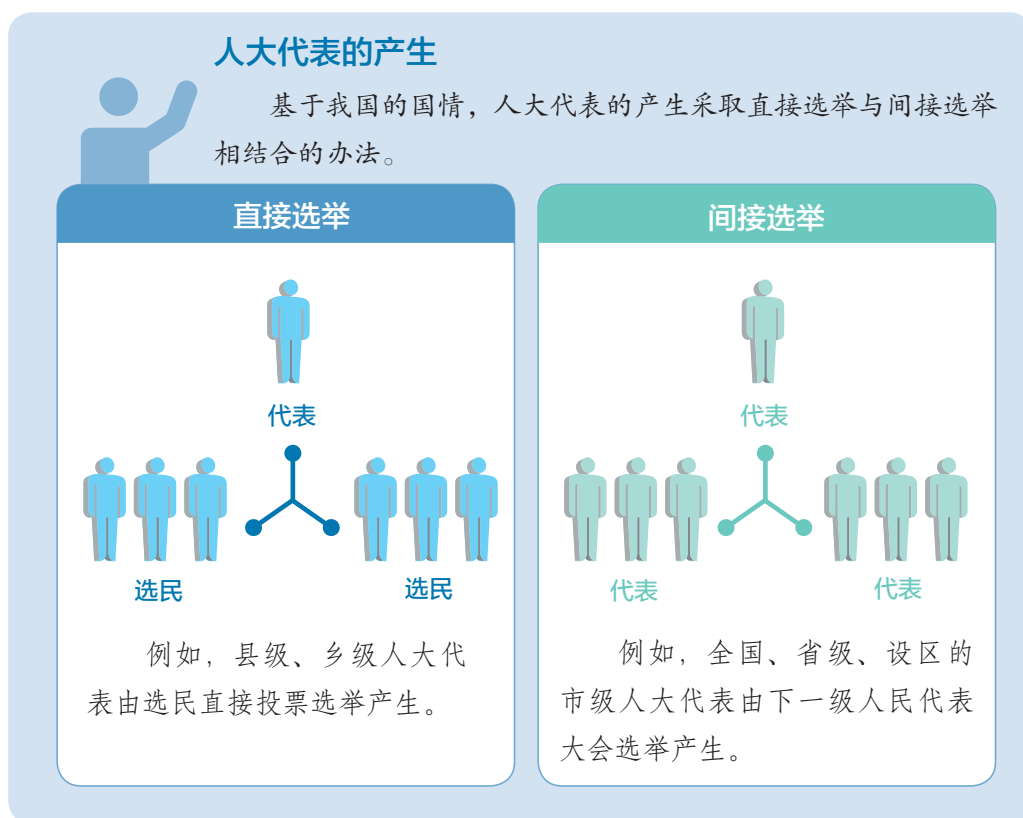 人大代表的产生
基于我国的国情，人大代表的产生采取直接选举与间接选举
相结合的办法。
直接选举
代表
选民
选民
例如，县级、乡级人大代
表由选民直接投票选举产生。
间接选举
代表
代表
代表
例如，全国、省级、设区的
市级人大代表由下一级人民代表
大会选举产生。